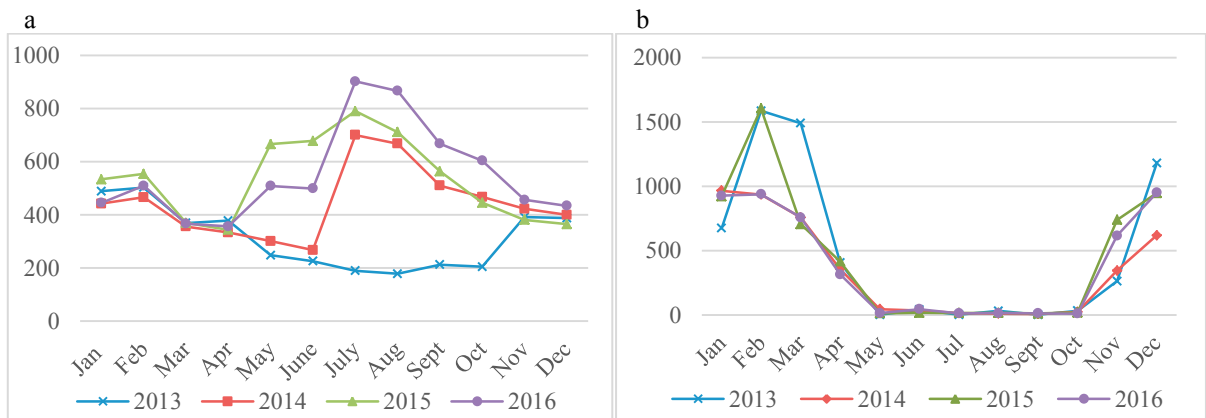 a
1000
800
600
400
200
0
Jan Feb Mar Apr May June July Aug Sept Oct Nov Dec
2013 2014 2015 2016
b
2000
1500
1000
500
0
Jan Feb Mar Apr May Jun Jul Aug Sept Oct Nov Dec
2013 2014 2015 2016